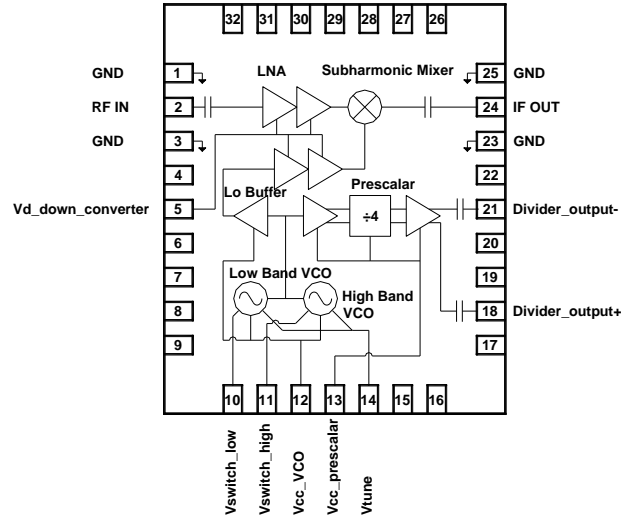 32 31 30 29 28 27 26
GND 1 LNA Subharmonic Mixer 25 GND
RF IN 2 24 IF OUT
GND 3 23 GND
4 22
Lo Buffer Prescalar
Vd_down_converter 5 ÷4 21 Divider_output-
6 20
7 19
Low Band VCO
High Band
VCO
8 18 Divider_output+
9 17
10 11 12 13 14 15 16
Vswitch_low
Vswitch_high
Vcc_VCO
Vcc_prescalar
Vtune